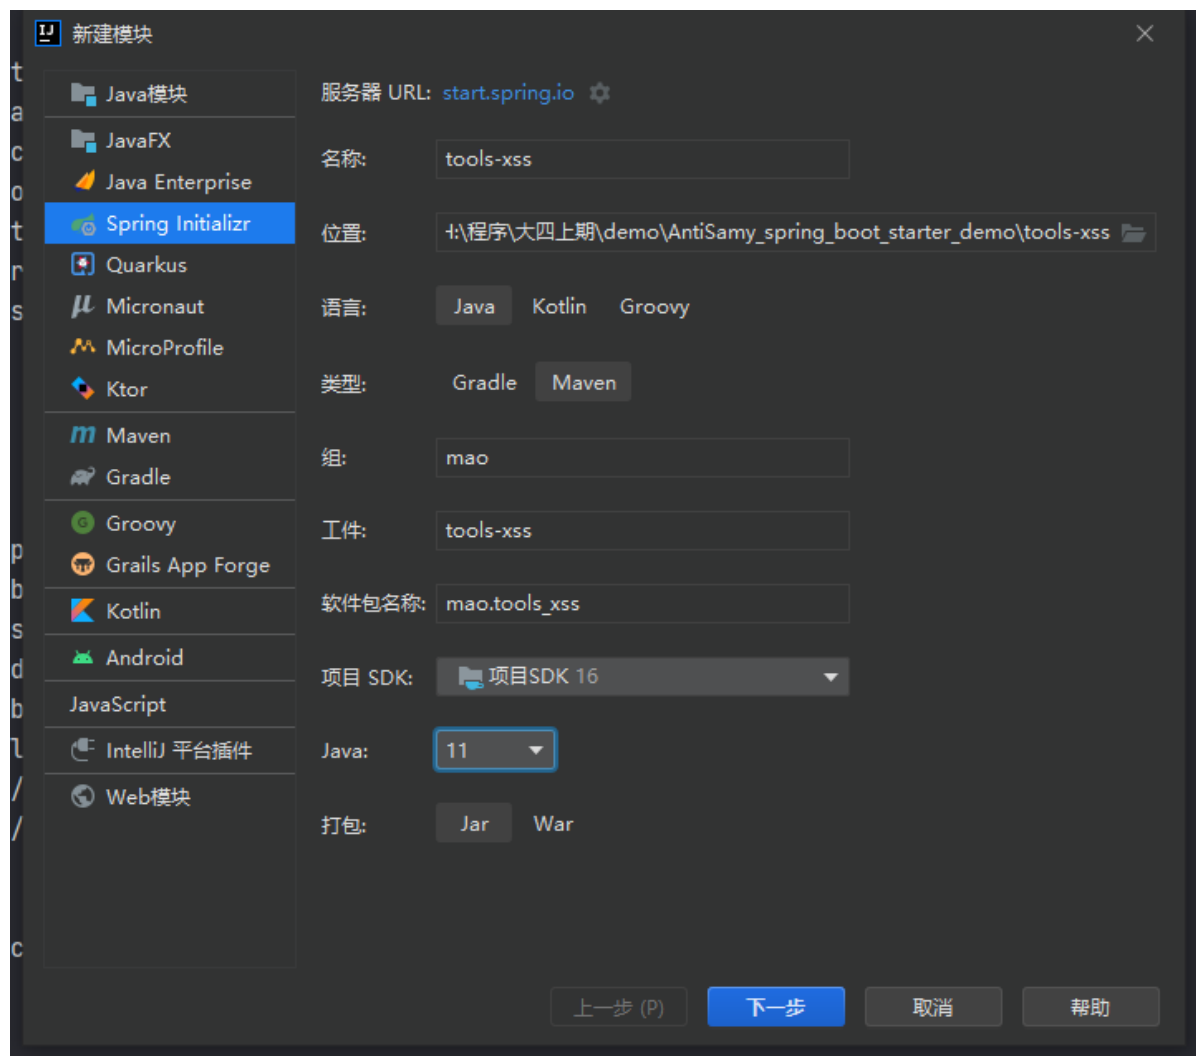 新建模块
Java模块
JavaFX
Java Enterprise
Spring Initializr
Quarkus
Micronaut
MicroProfile
Ktor
Maven
Gradle
Groovy
Grails App Forge
Kotlin
Android
JavaScript
IntelliJ 平台插件
Web模块
服务器 URL: start.spring.io
名称: tools-xss
位置: H:\程序\大四上期\demo\AntiSamy_spring_boot_starter_demo\tools-xss
语言: Java Kotlin Groovy
类型: Gradle Maven
组: mao
工件: tools-xss
软件包名称: mao.tools_xss
项目 SDK: 项目SDK 16
Java: 11
打包: Jar War
上一步 (P) 下一步 取消 帮助